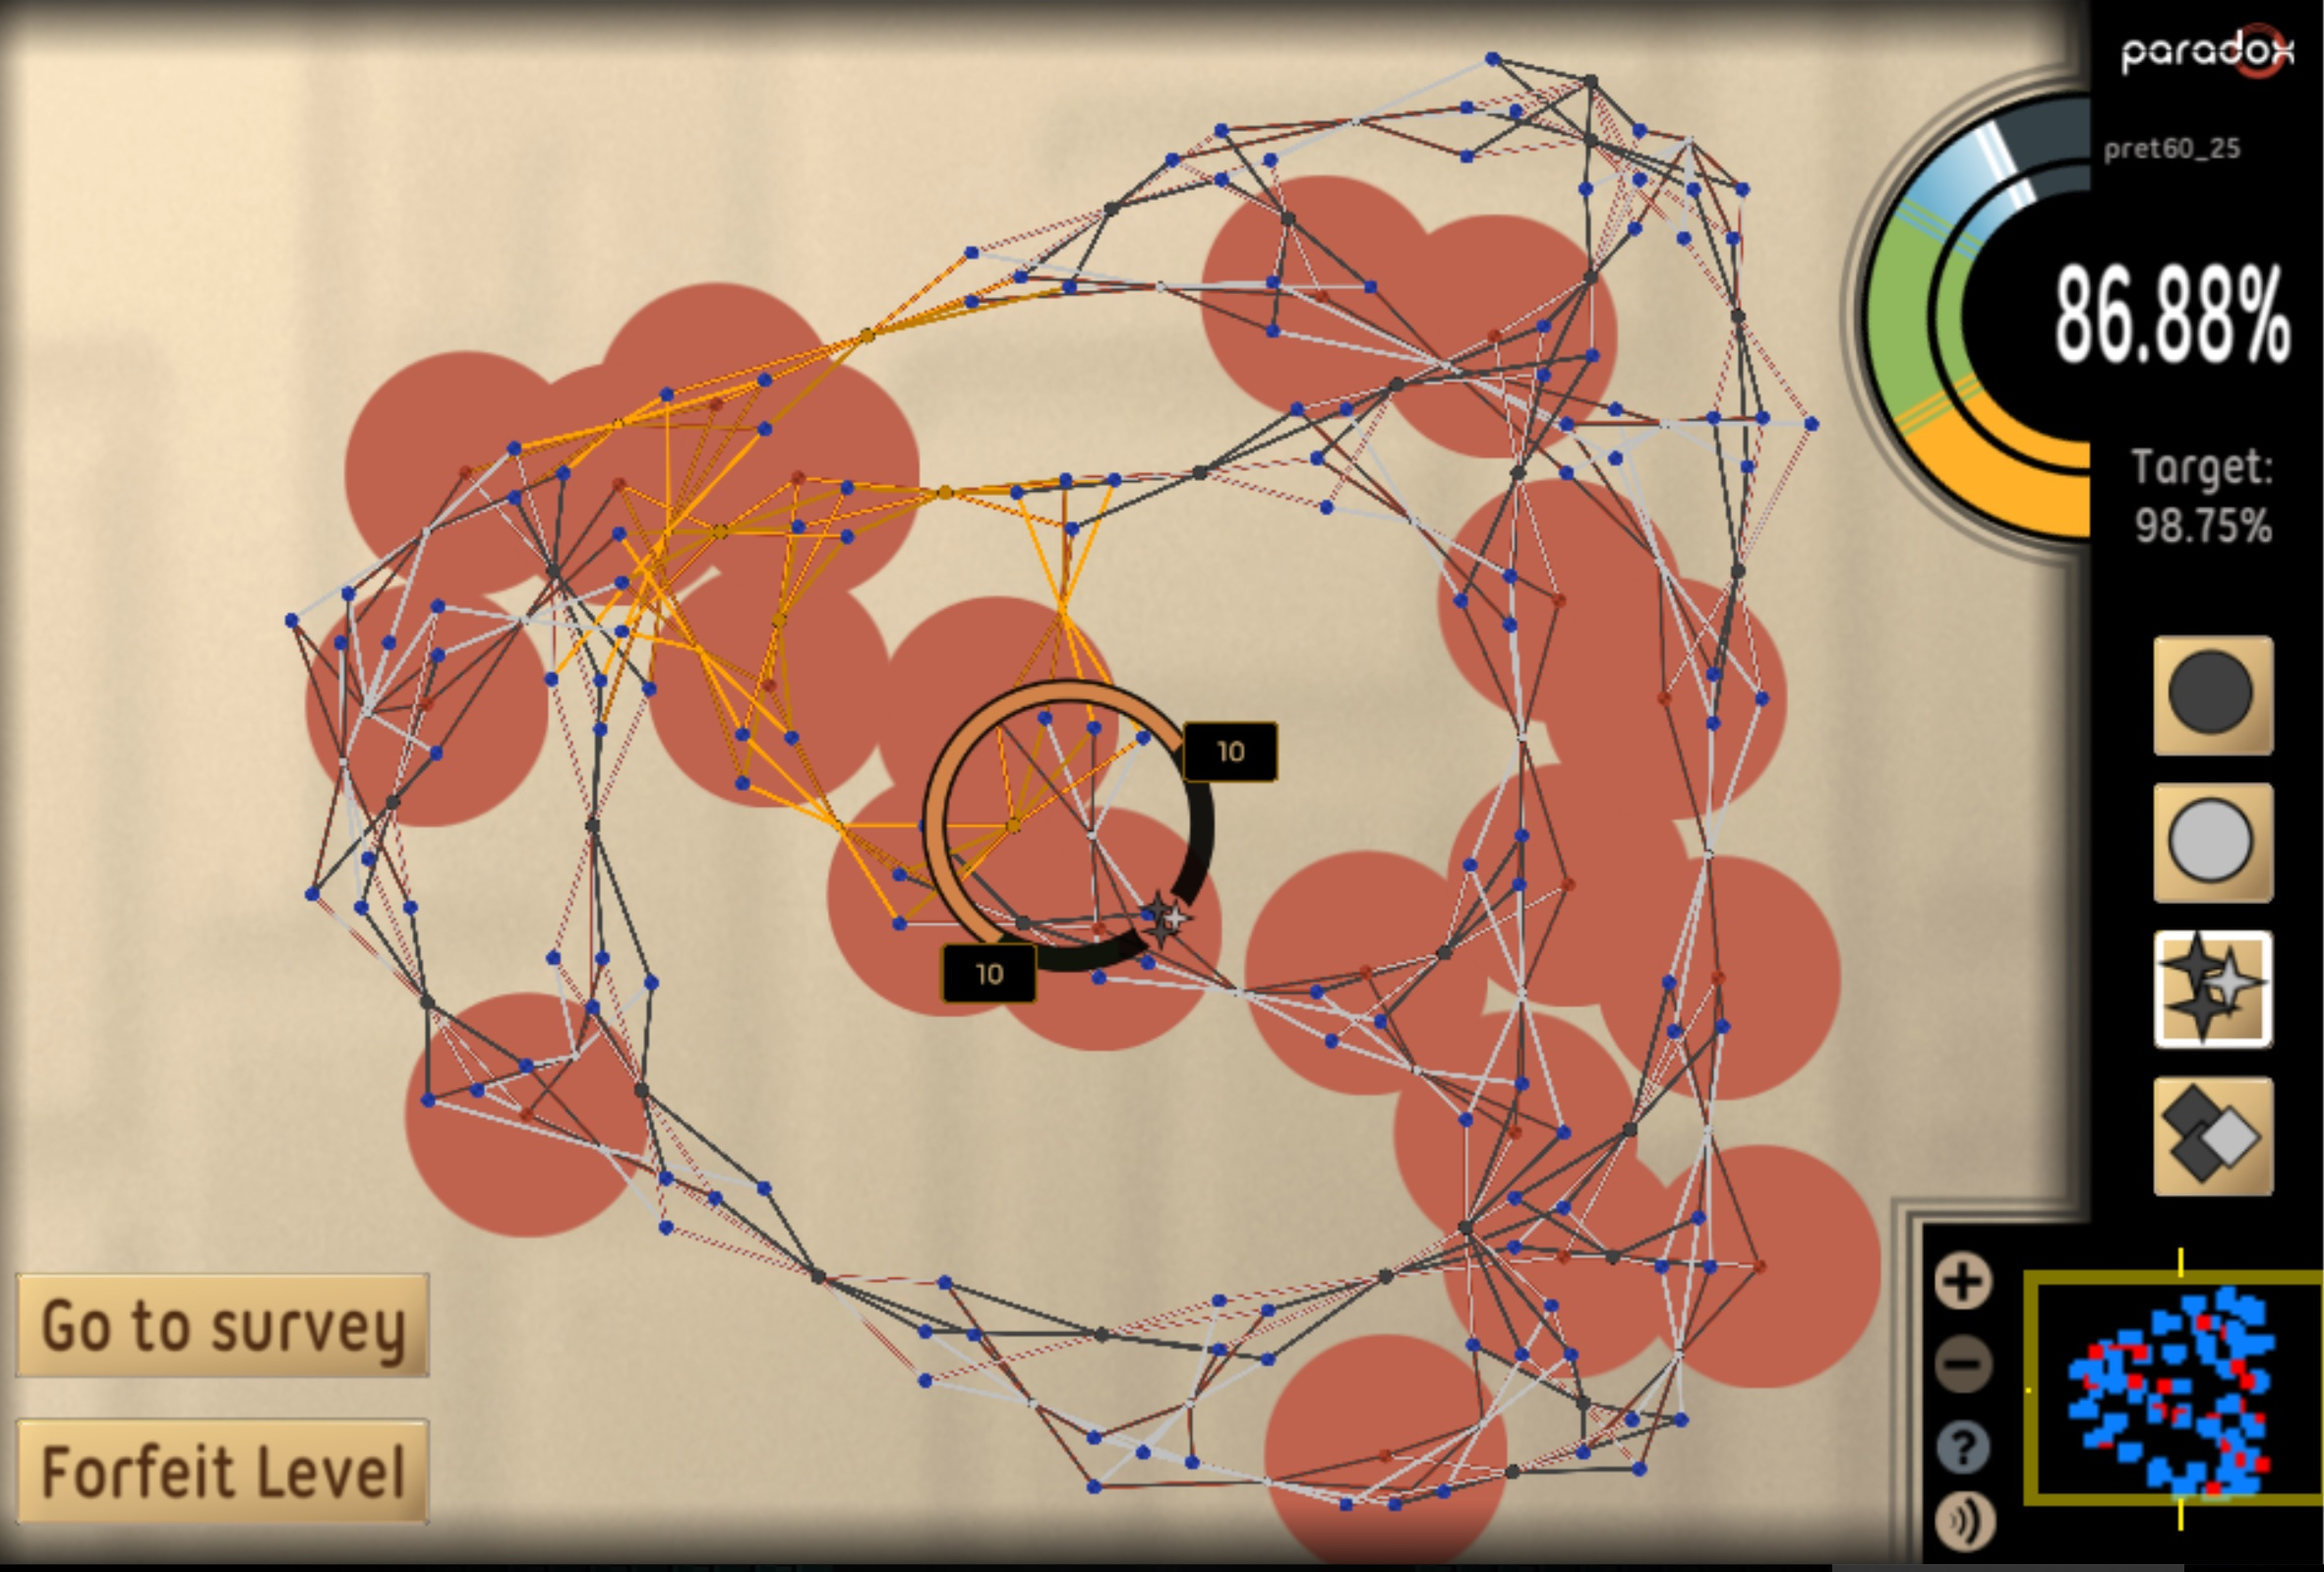 paradox
pret60_25
86.88%
Target:
98.75%
10
10
Go to survey
Forfeit Level